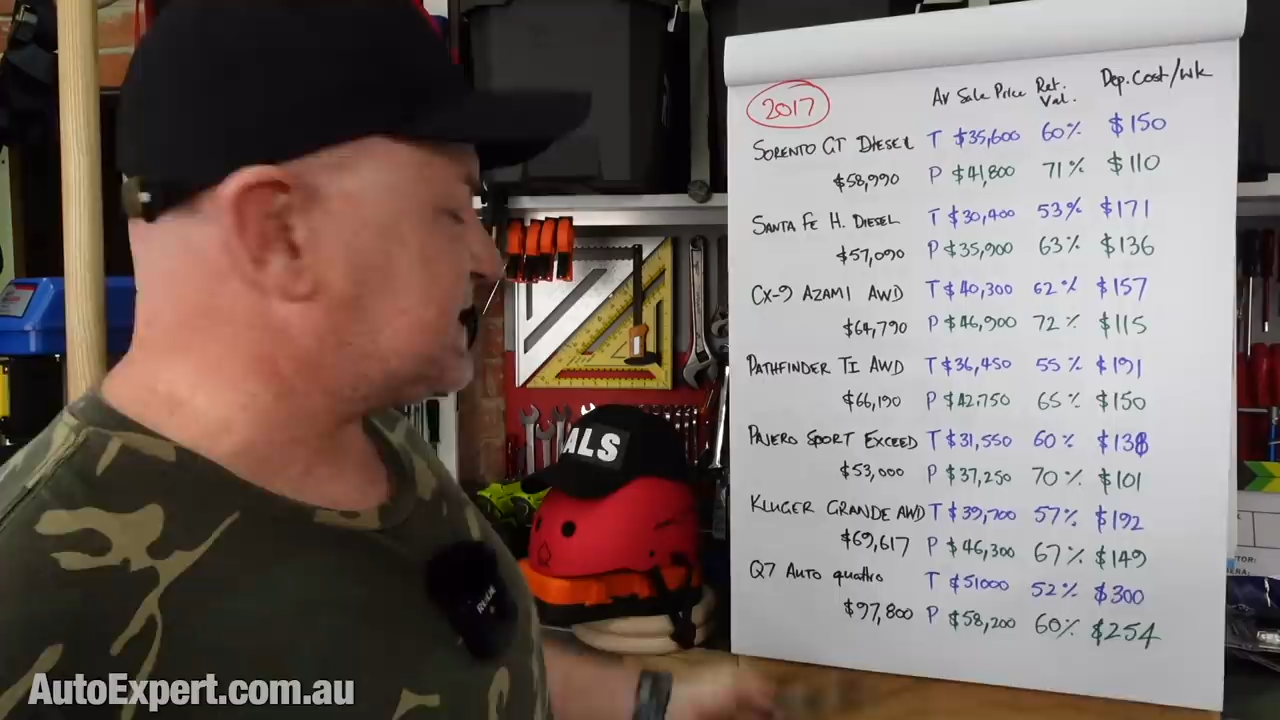 2017 Av Sale Price Ret. Val. Dep. Cost/wk
SORENTO GT DIESEL T $35,600 60% $150
$58,990 P $41,800 71% $110
SANTA FE H. DIESEL T $30,400 53% $171
$57,090 P $35,900 63% $136
CX-9 AZAMI AWD T $40,300 62% $157
$64,790 P $46,900 72% $115
PATHFINDER TI AWD T $36,450 55% $191
$66,190 P $42,750 65% $150
PAJERO SPORT EXCEED T $31,550 60% $138
$53,000 P $37,250 70% $101
KLUGER GRANDE AWD T $39,700 57% $192
$69,617 P $46,300 67% $149
Q7 AUTO quattro T $51000 52% $300
$97,800 P $58,200 60% $254
ALS
RODE
AutoExpert.com.au